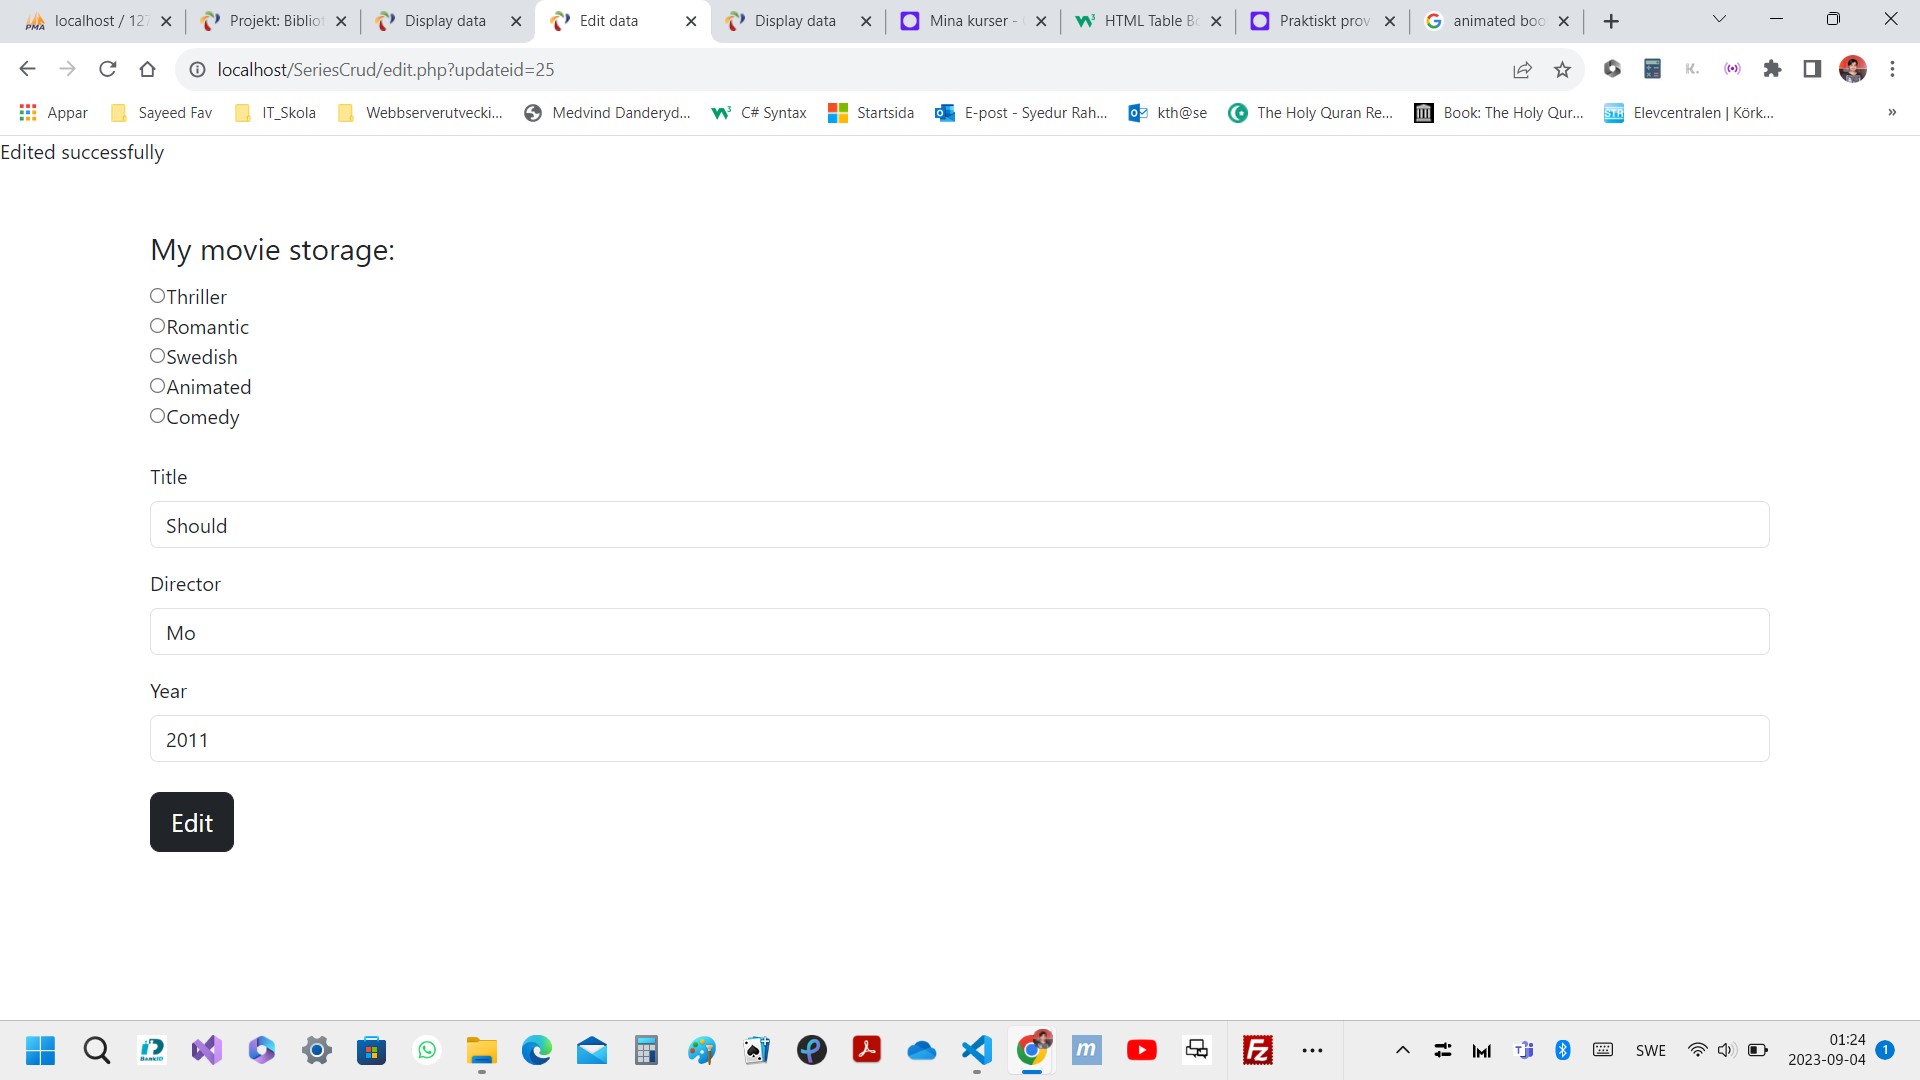 localhost / 127
Projekt: Bibliot
Display data
Edit data
Display data
Mina kurser -
HTML Table Bo
Praktiskt prov
animated boo
localhost/SeriesCrud/edit.php?updateid=25
Appar
Sayeed Fav
IT_Skola
Webbserverutvecki...
Medvind Danderyd...
C# Syntax
Startsida
E-post - Syedur Rah...
kth@se
The Holy Quran Re...
Book: The Holy Qur...
Elevcentralen | Körk...
»
Edited successfully
My movie storage:
Thriller
Romantic
Swedish
Animated
Comedy
Title
Should
Director
Mo
Year
2011
Edit
SWE
01:24
2023-09-04
1